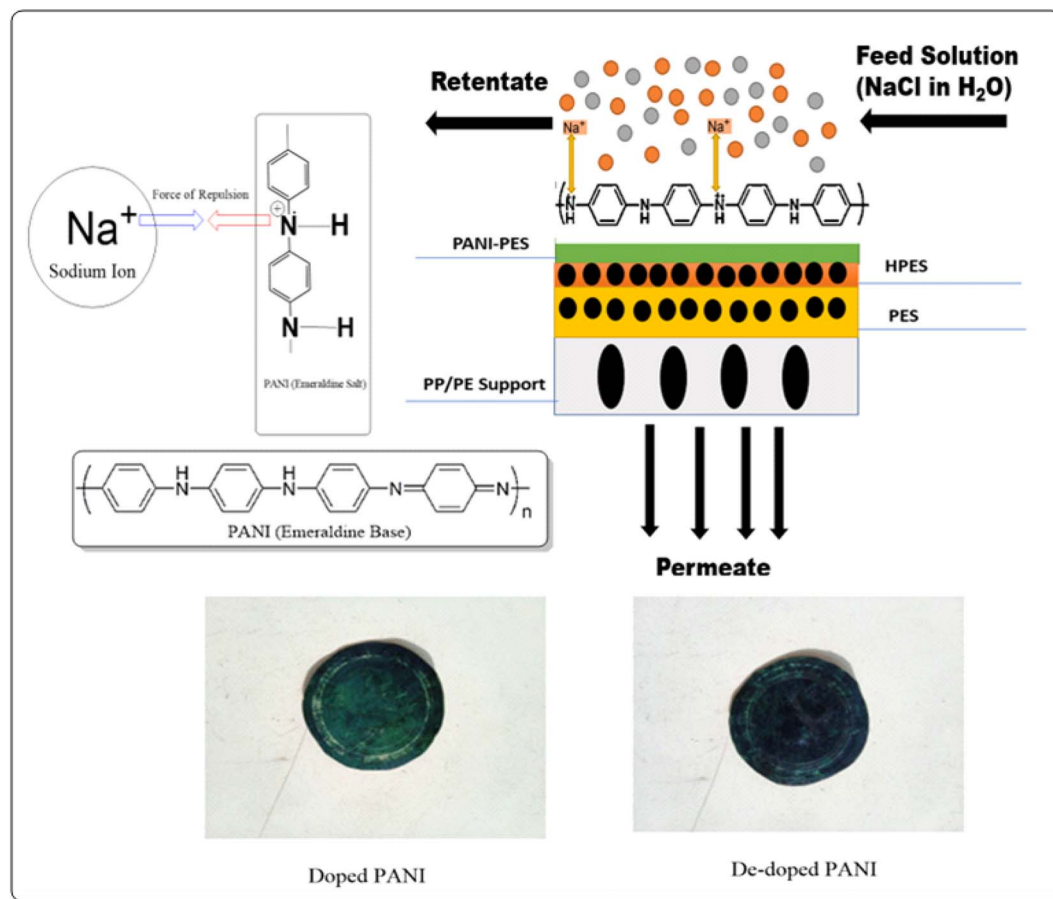 Feed Solution
(NaCl in H₂O)
Retentate
Na⁺
Na⁺
Force of Repulsion
Na⁺
Sodium Ion
⊕
N
H
N
H
PANI (Emeraldine Salt)
N
H
N
H
N
H
N
H
PANI-PES
HPES
PES
PP/PE Support
H
N
H
N
N
N
n
PANI (Emeraldine Base)
Permeate
Doped PANI
De-doped PANI